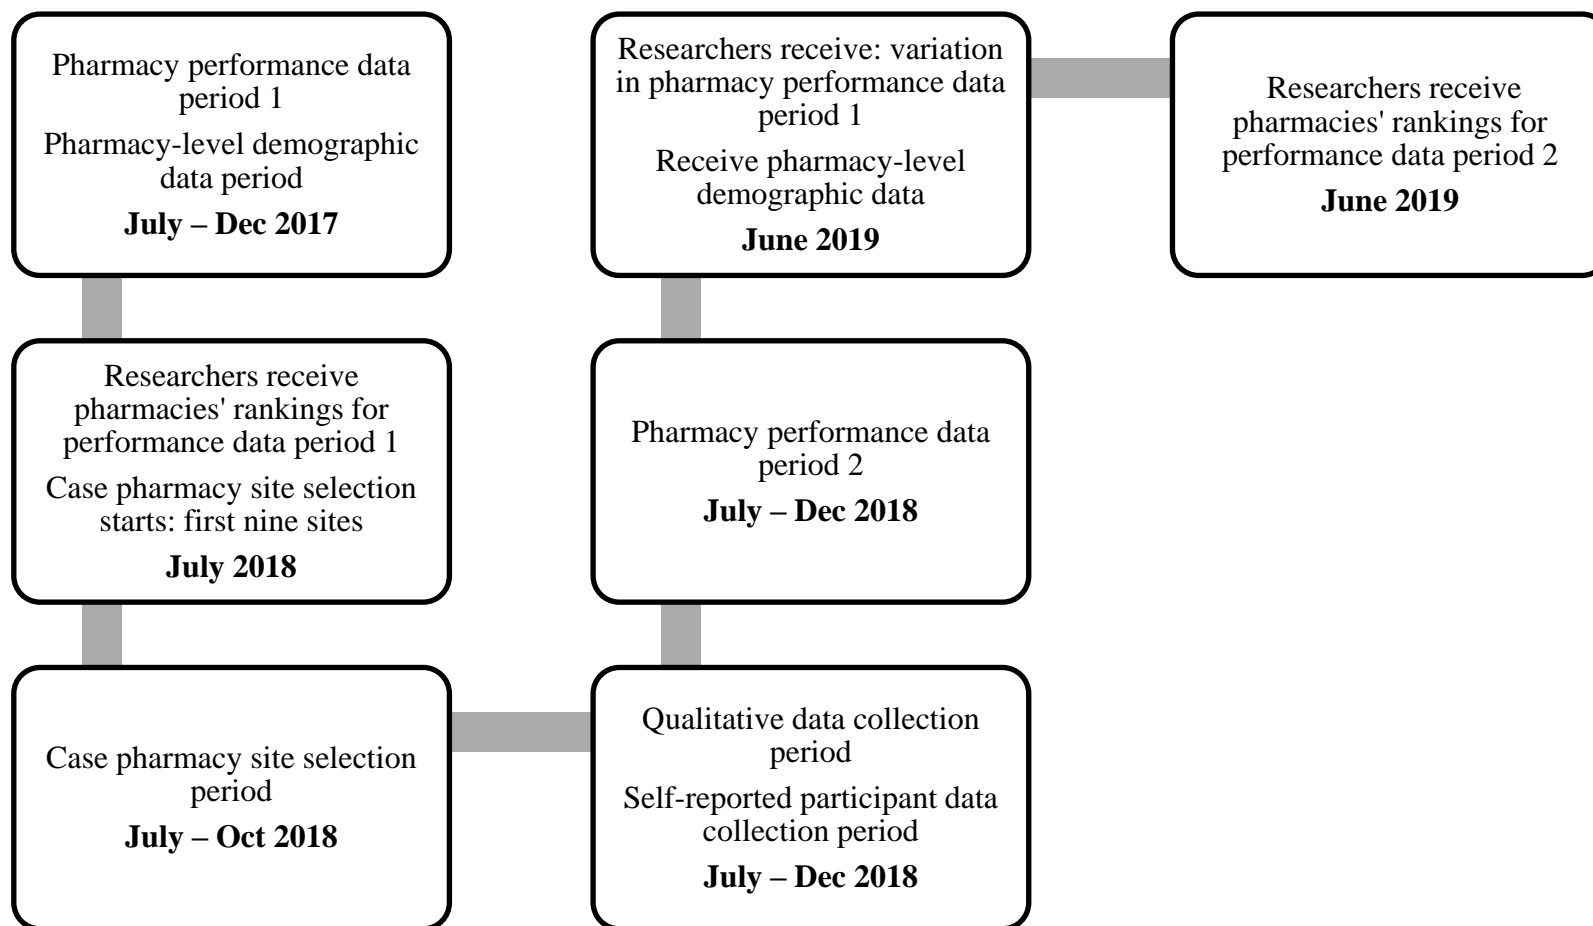 Pharmacy performance data
period 1
Pharmacy-level demographic
data period
July – Dec 2017
Researchers receive
pharmacies' rankings for
performance data period 1
Case pharmacy site selection
starts: first nine sites
July 2018
Case pharmacy site selection
period
July – Oct 2018
Qualitative data collection
period
Self-reported participant data
collection period
July – Dec 2018
Pharmacy performance data
period 2
July – Dec 2018
Researchers receive: variation
in pharmacy performance data
period 1
Receive pharmacy-level
demographic data
June 2019
Researchers receive
pharmacies' rankings for
performance data period 2
June 2019